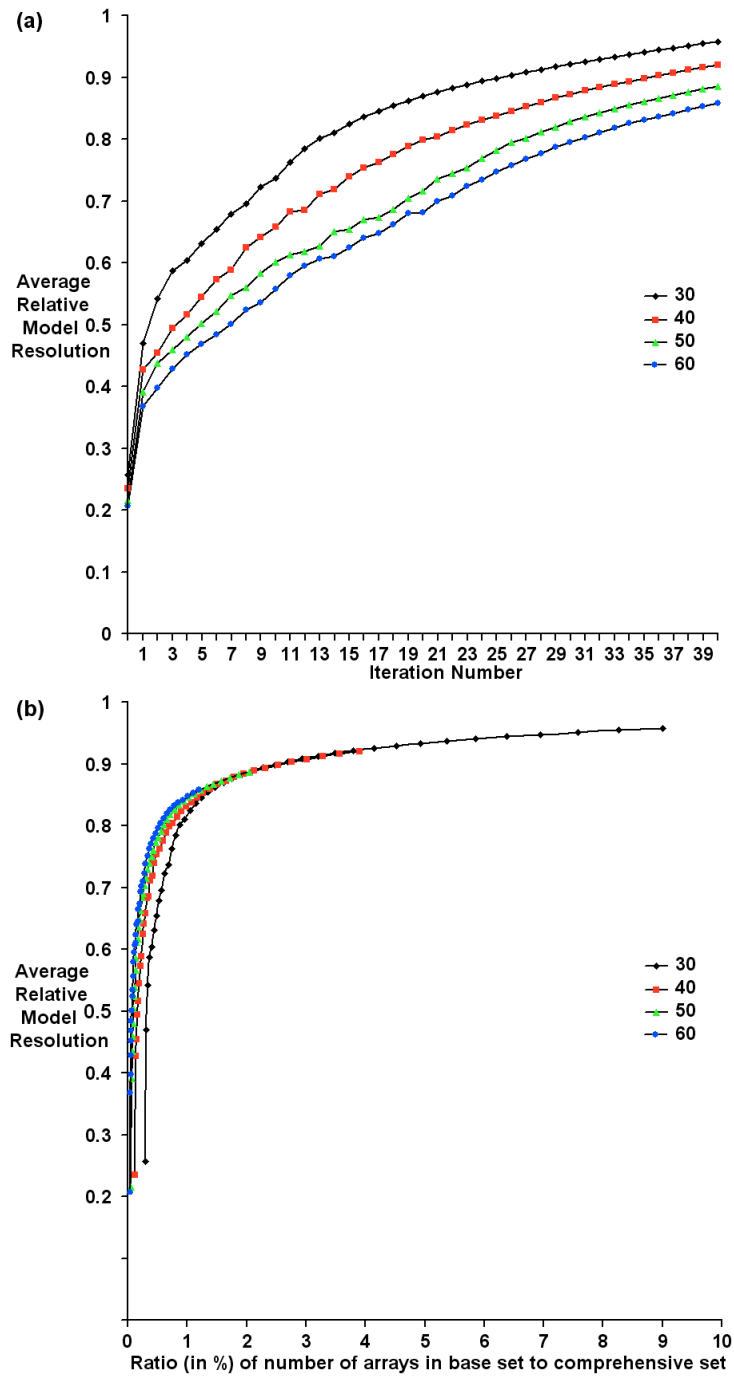 (a)
1
0.9
0.8
0.7
0.6
0.5
0.4
0.3
0.2
0.1
0
Average
Relative
Model
Resolution
30
40
50
60
1 3 5 7 9 11 13 15 17 19 21 23 25 27 29 31 33 35 37 39
Iteration Number
(b)
1
0.9
0.8
0.7
0.6
0.5
0.4
0.3
0.2
Average
Relative
Model
Resolution
30
40
50
60
0 1 2 3 4 5 6 7 8 9 10
Ratio (in %) of number of arrays in base set to comprehensive set